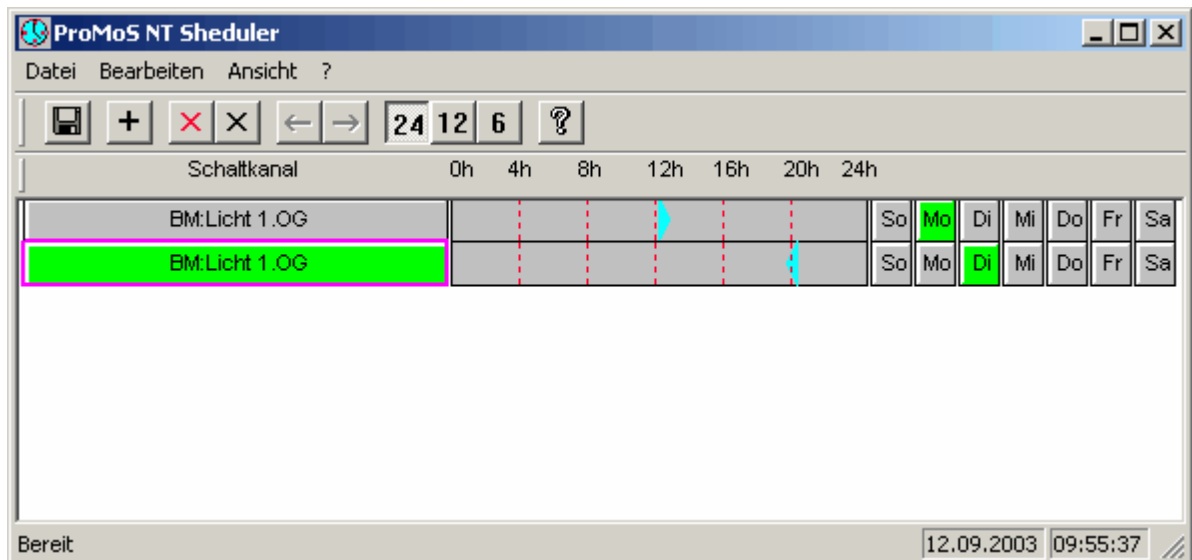 ProMoS NT Sheduler
Datei Bearbeiten Ansicht ?
24 12 6 ?
Schaltkanal 0h 4h 8h 12h 16h 20h 24h
BM:Licht 1.OG So Mo Di Mi Do Fr Sa
BM:Licht 1.OG So Mo Di Mi Do Fr Sa
Bereit 12.09.2003 09:55:37